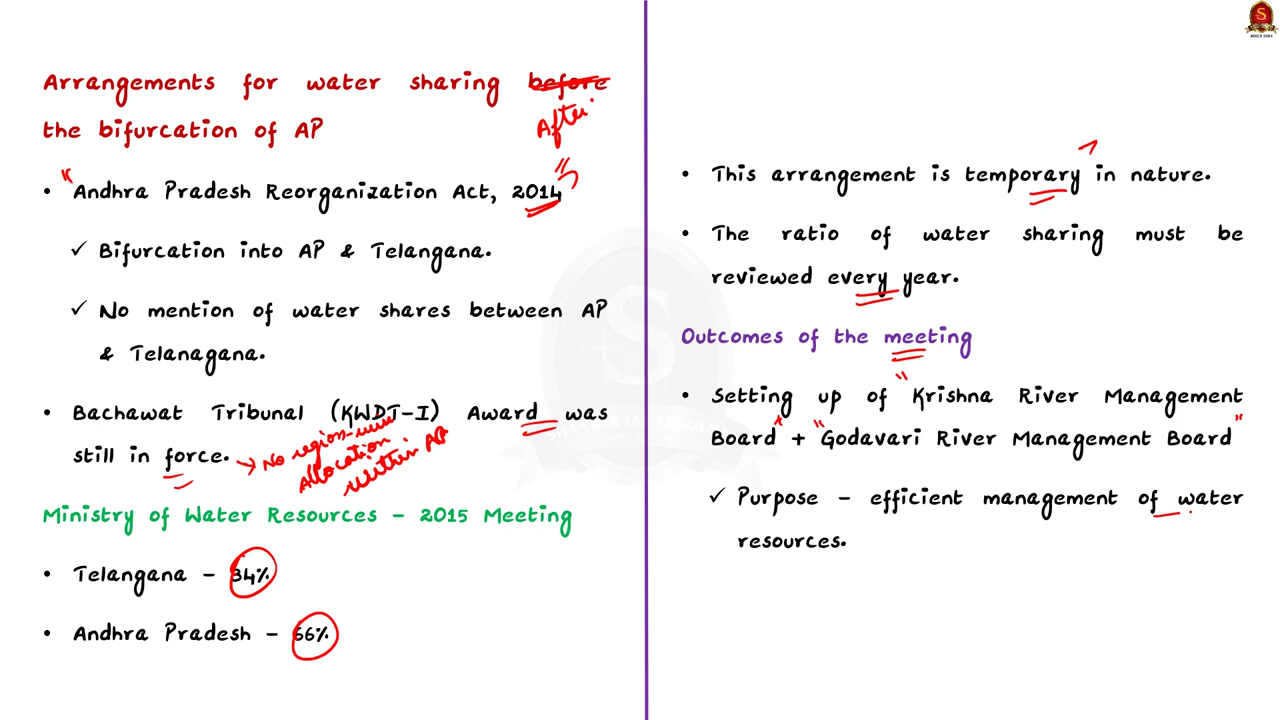 Arrangements for water sharing before
After
the bifurcation of AP
• "Andhra Pradesh Reorganization Act, 2014"
✓ Bifurcation into AP & Telangana.
✓ No mention of water shares between AP
& Telanagana.
• Bachawat Tribunal (KWDT-I) Award was
still in force. → No region-wise
allocation
within AP
Ministry of Water Resources – 2015 Meeting
• Telangana – 34%
• Andhra Pradesh – 66%
• This arrangement is temporary in nature.
• The ratio of water sharing must be
reviewed every year.
Outcomes of the meeting
• Setting up of "Krishna River Management
Board" + "Godavari River Management Board"
✓ Purpose – efficient management of water
resources.
S
SINCE 2004